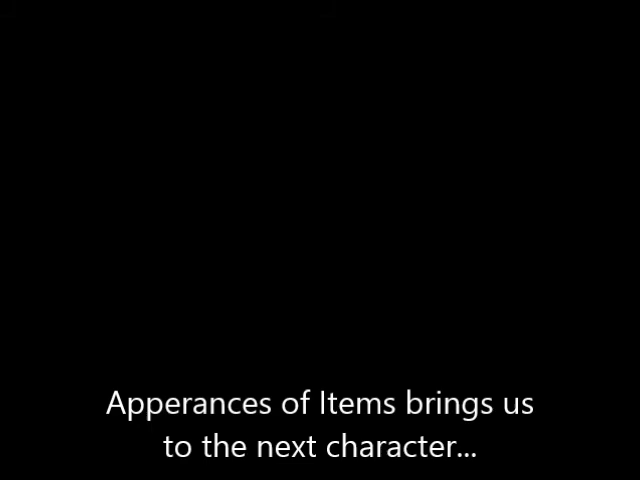 Apperances of Items brings us
to the next character...